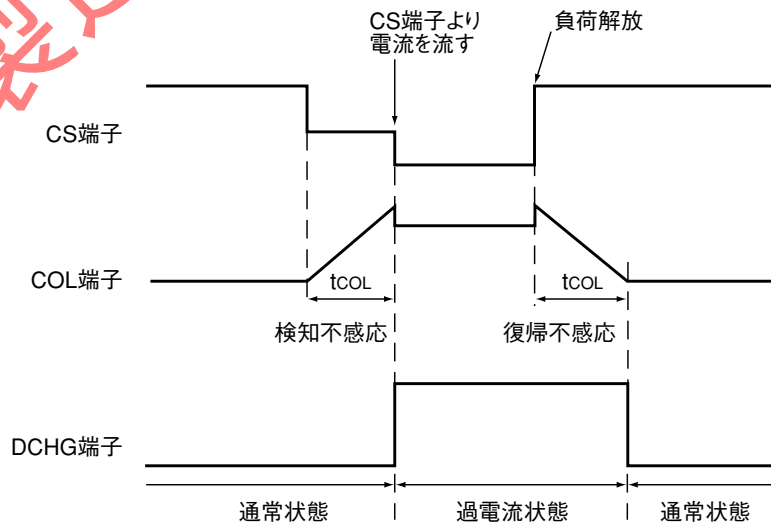 CS端子より
電流を流す
負荷解放
CS端子
COL端子
tCOL
tCOL
検知不感応
復帰不感応
DCHG端子
通常状態
過電流状態
通常状態